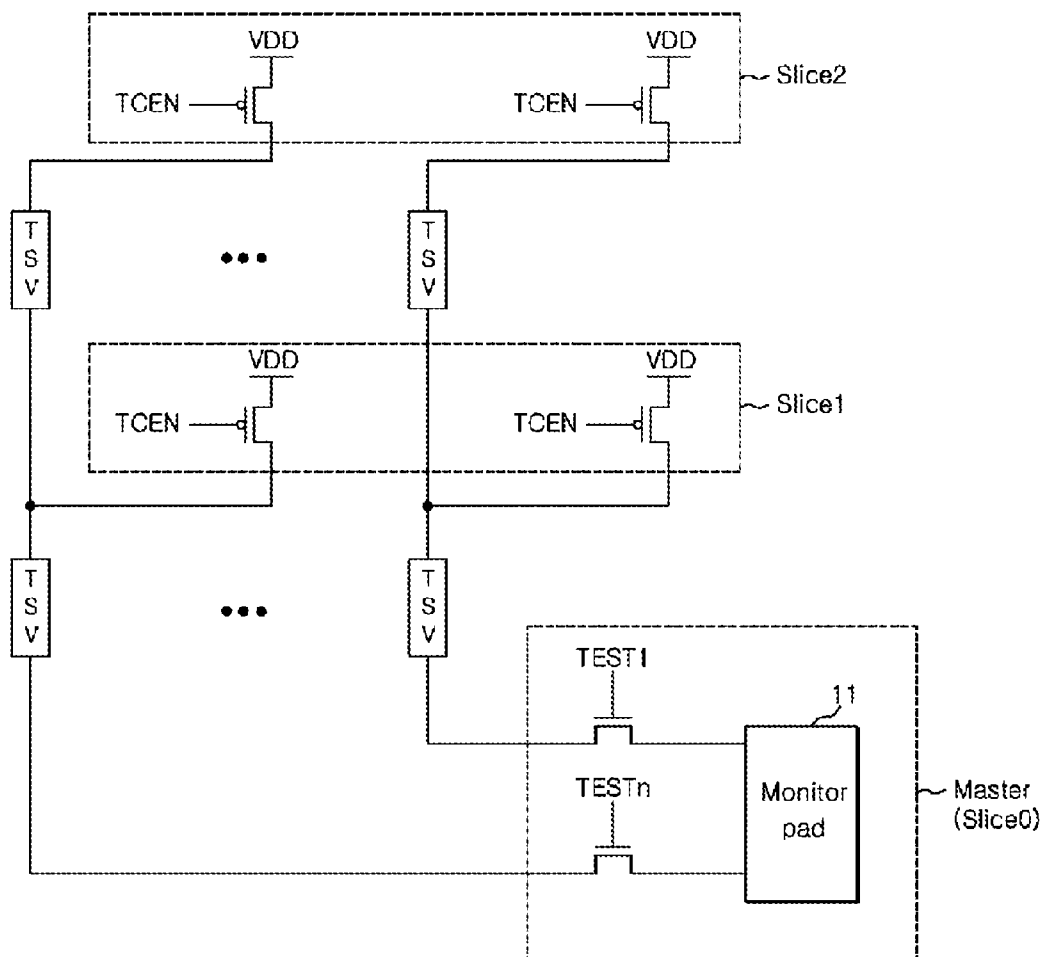 VDD VDD
TCEN TCEN
Slice2
T
S
V
T
S
V
VDD VDD
TCEN TCEN
Slice1
T
S
V
T
S
V
TEST1
11
TESTn
Monitor
pad
Master
(Slice0)